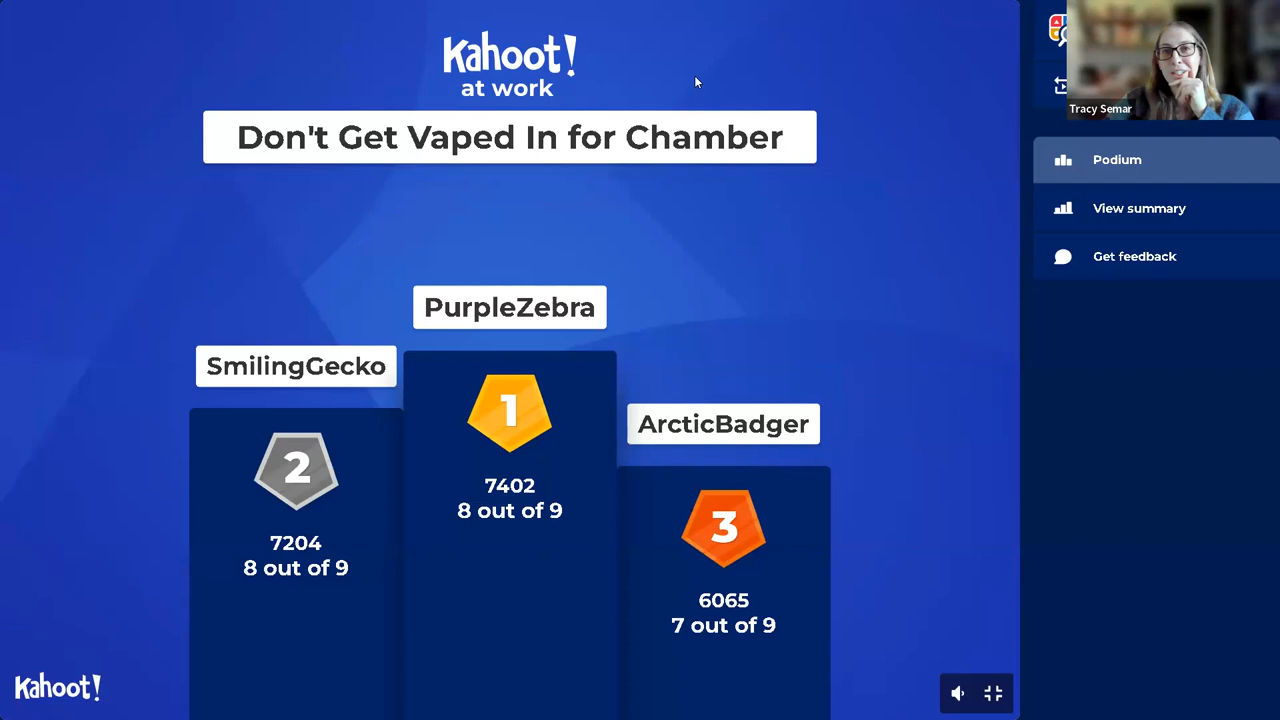 Kahoot!
at work
Don't Get Vaped In for Chamber
Tracy Semar
Podium
View summary
Get feedback
PurpleZebra
1
7402
8 out of 9
SmilingGecko
2
7204
8 out of 9
ArcticBadger
3
6065
7 out of 9
Kahoot!